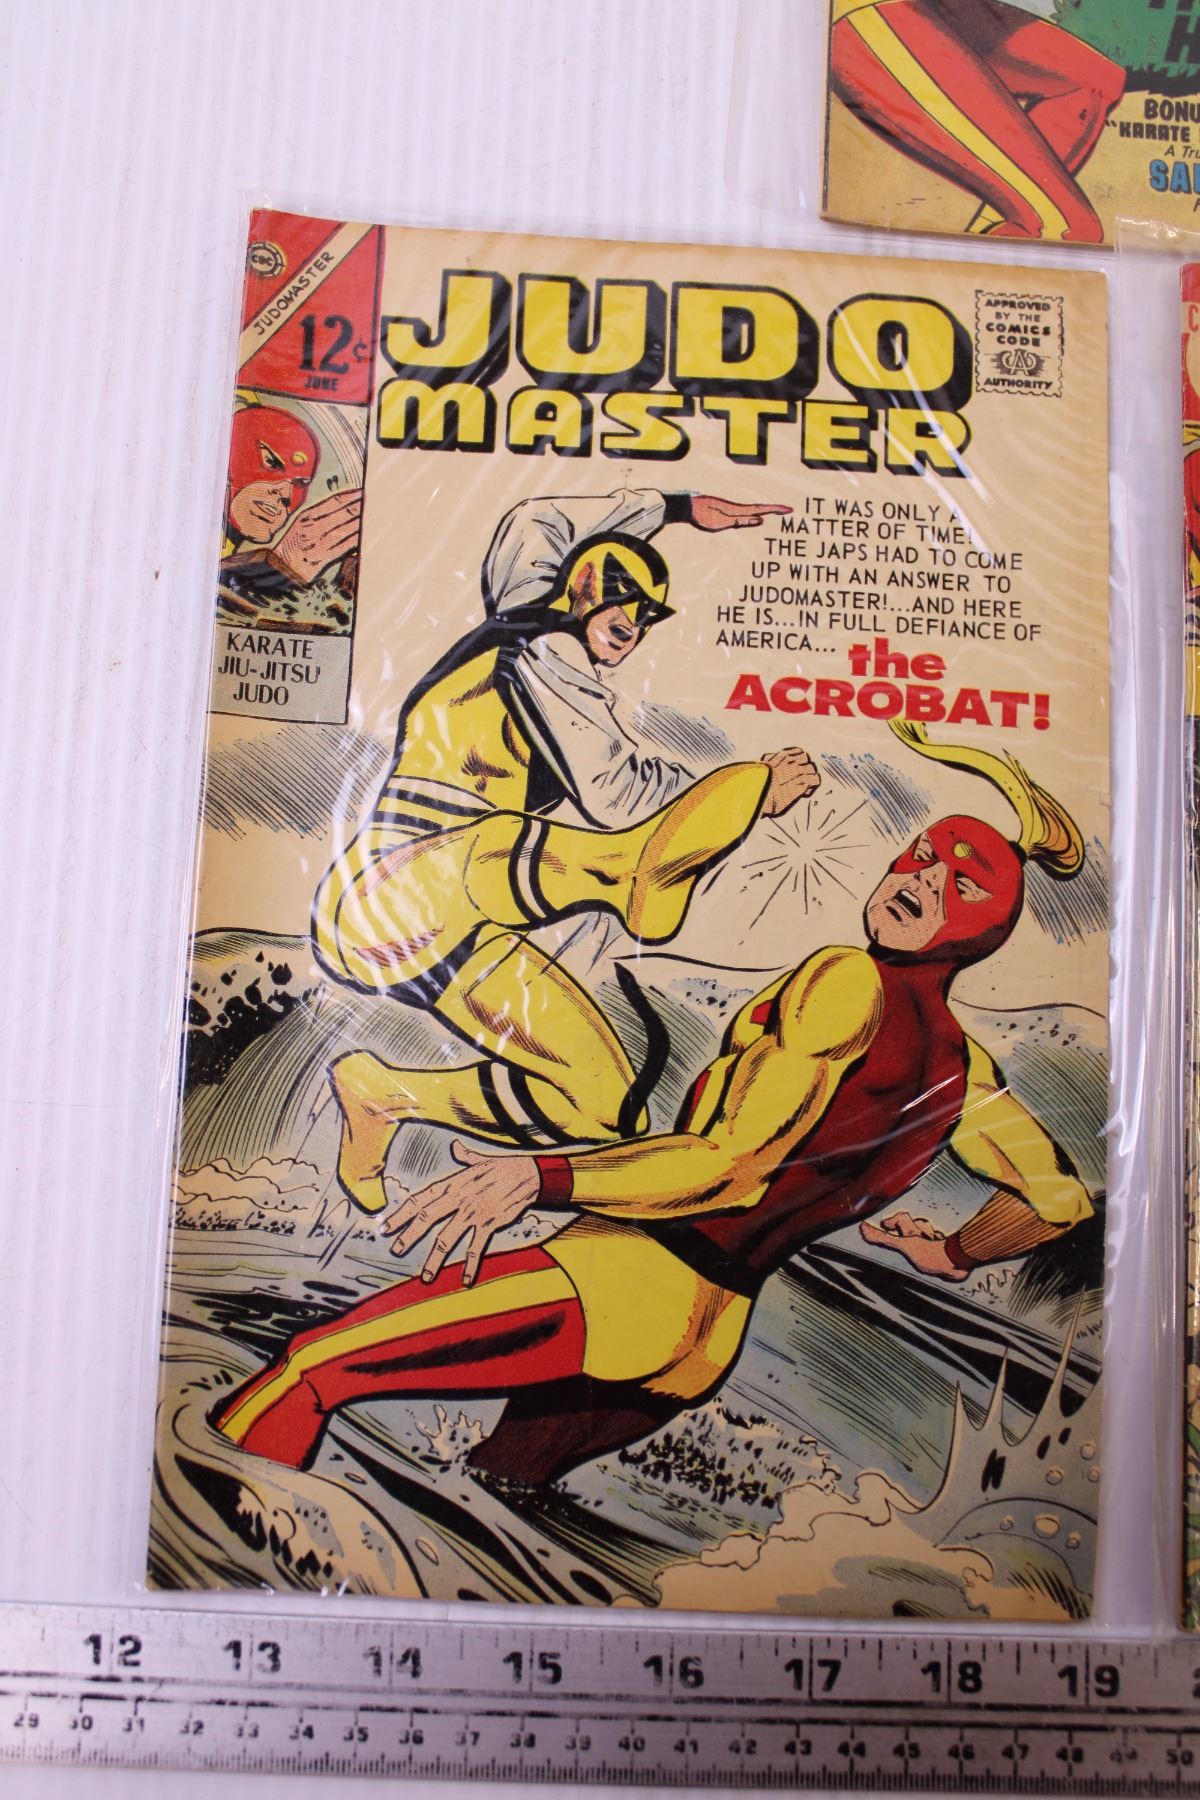 BONU
"KARATE
A Tru
SAL
CDC
JUDOMASTER
12¢
JUNE
JUDO
MASTER
APPROVED
BY THE
COMICS
CODE
CA
AUTHORITY
KARATE
JIU-JITSU
JUDO
IT WAS ONLY A
MATTER OF TIME!
THE JAPS HAD TO COME
UP WITH AN ANSWER TO
JUDOMASTER!...AND HERE
HE IS...IN FULL DEFIANCE OF
AMERICA...
the
ACROBAT!
12 13 14 15 16 17 18 19
29 30 31 32 33 34 35 36 37 38 39 40 41 42 43 44 45 46 47 48 49 50